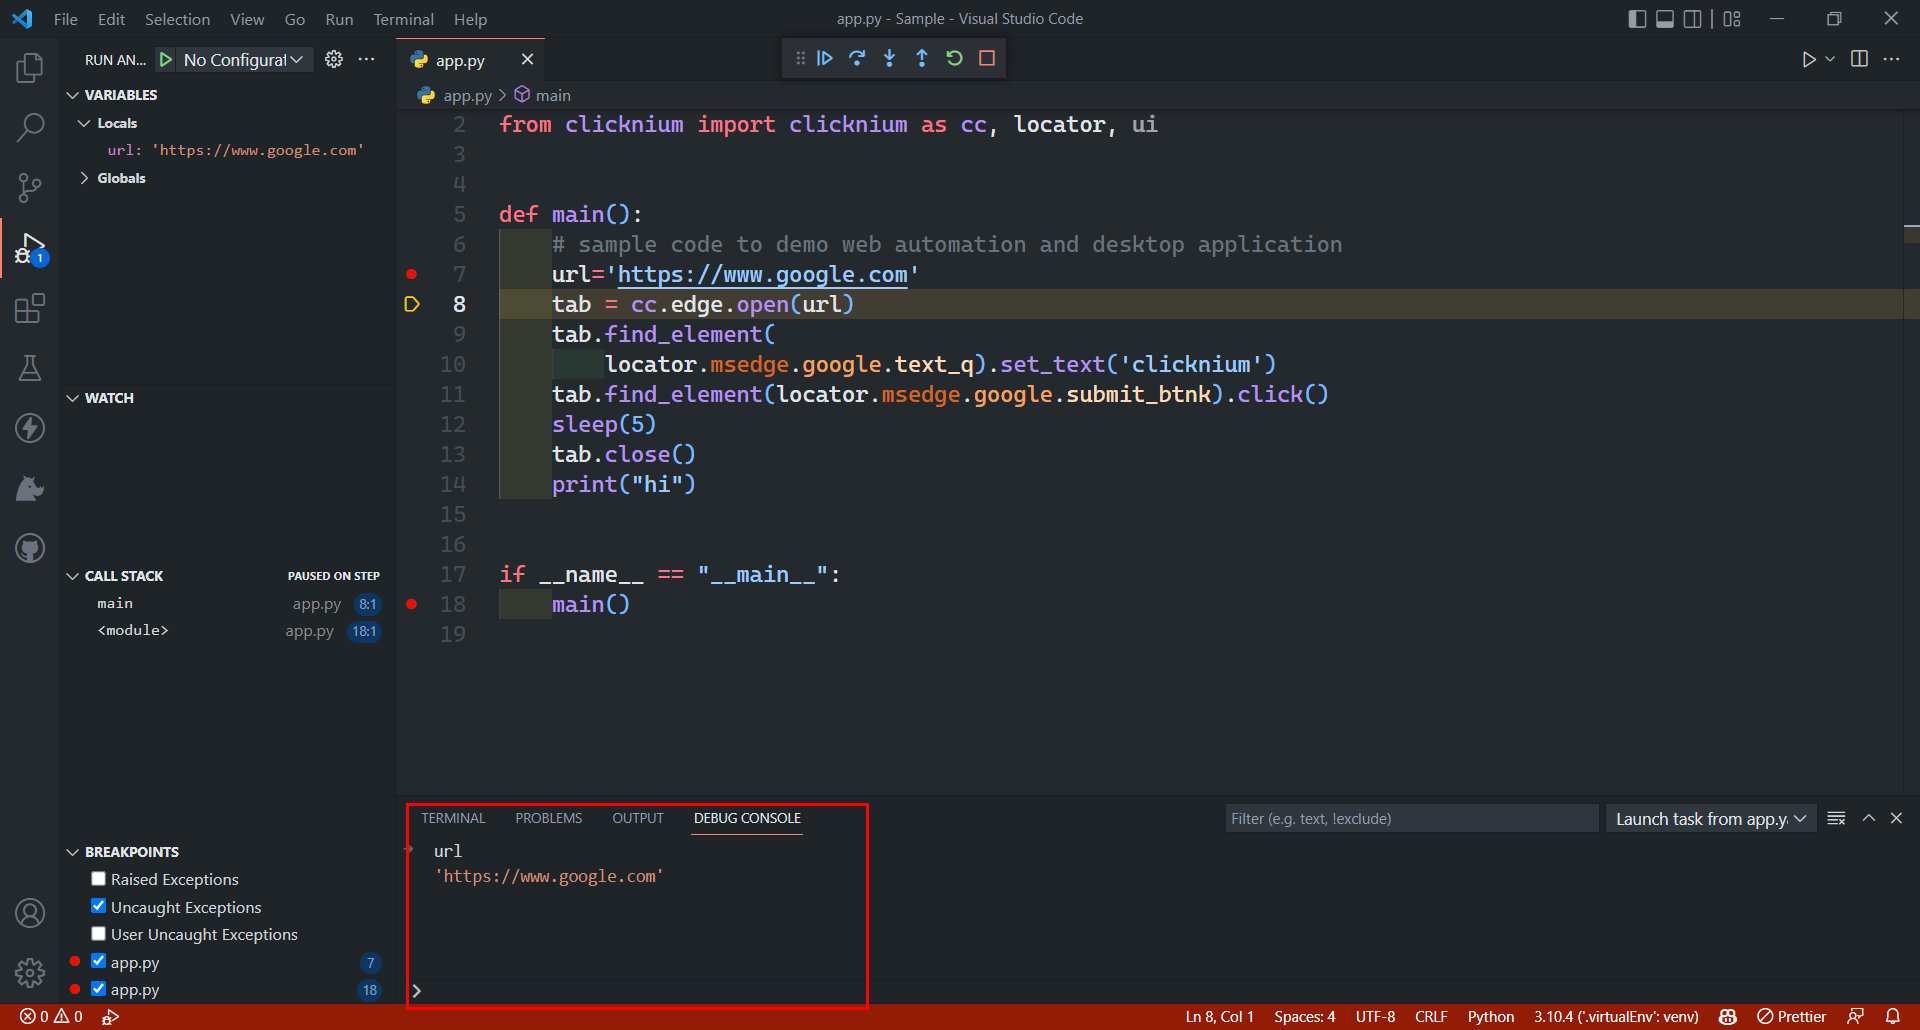 File Edit Selection View Go Run Terminal Help
app.py - Sample - Visual Studio Code
RUN AN... No Configurat
VARIABLES
Locals
url: 'https://www.google.com'
Globals
WATCH
CALL STACK PAUSED ON STEP
main app.py 8:1
<module> app.py 18:1
BREAKPOINTS
Raised Exceptions
Uncaught Exceptions
User Uncaught Exceptions
app.py 7
app.py 18
1
app.py
app.py > main
2 from clicknium import clicknium as cc, locator, ui
3
4
5 def main():
6 # sample code to demo web automation and desktop application
7 url='https://www.google.com'
8 tab = cc.edge.open(url)
9 tab.find_element(
10 locator.msedge.google.text_q).set_text('clicknium')
11 tab.find_element(locator.msedge.google.submit_btnk).click()
12 sleep(5)
13 tab.close()
14 print("hi")
15
16
17 if __name__ == "__main__":
18 main()
19
TERMINAL PROBLEMS OUTPUT DEBUG CONSOLE
Filter (e.g. text, !exclude) Launch task from app.y
url
'https://www.google.com'
0 0 Ln 8, Col 1 Spaces: 4 UTF-8 CRLF Python 3.10.4 ('.virtualEnv': venv) Prettier